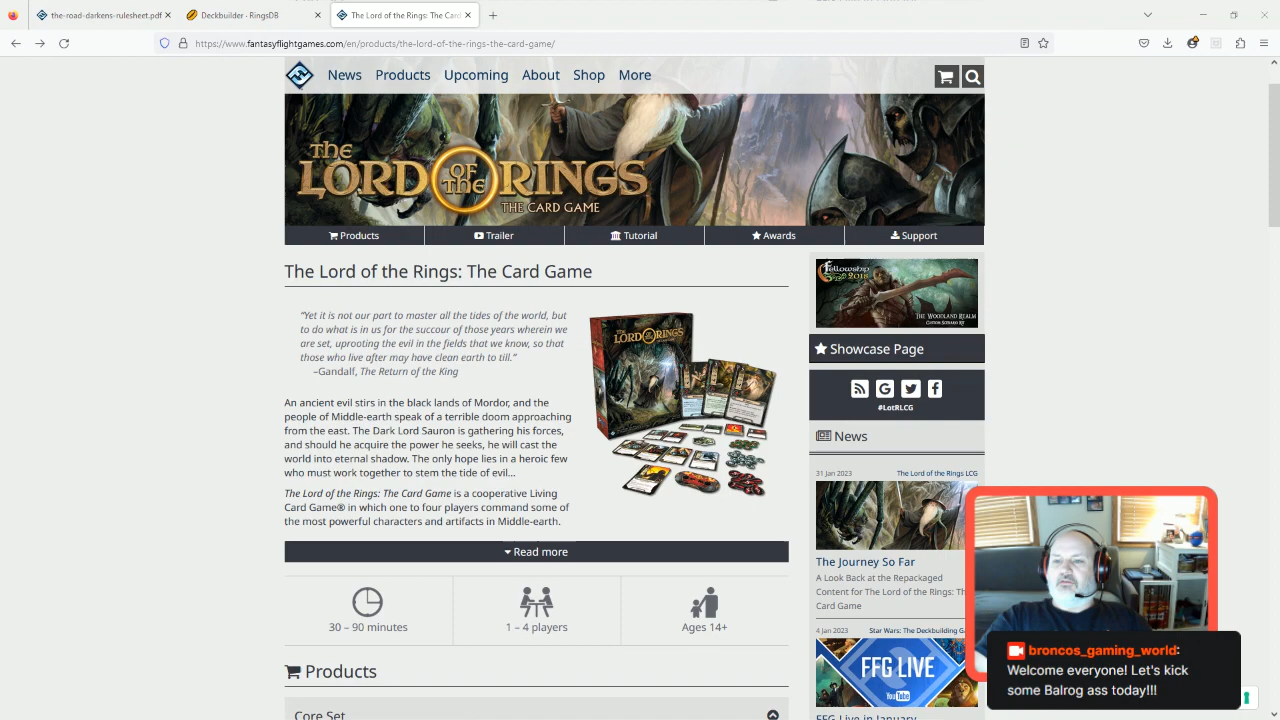 the-road-darkens-rulesheet.pdf
Deckbuilder · RingsDB
The Lord of the Rings: The Card
https://www.fantasyflightgames.com
products/the-lord-of-the-rings-the-card-game/
News Products Upcoming About Shop More
The
LORD OF THE RINGS
THE CARD GAME
Products Trailer Tutorial Awards Support
The Lord of the Rings: The Card Game
“Yet it is not our part to master all the tides of the world, but
to do what is in us for the succour of those years wherein we
are set, uprooting the evil in the fields that we know, so that
those who live after may have clean earth to till.”
–Gandalf, The Return of the King
An ancient evil stirs in the black lands of Mordor, and the
people of Middle-earth speak of a terrible doom approaching
from the east. The Dark Lord Sauron is gathering his forces,
and should he acquire the power he seeks, he will cast the
world into eternal shadow. The only hope lies in a heroic few
who must work together to stem the tide of evil...
The Lord of the Rings: The Card Game is a cooperative Living
Card Game in which 1-4 players command some of
the most powerful characters and artifacts in Middle-earth.
Read more
30 – 90 minutes
1 – 4 players
Ages 14+
Products
Core Set
Fellowship
2018
THE WOODLAND REALM
Showcase Page
#LotRLCG
News
31 Jan 2023 The Lord of the Rings LCG
The Journey So Far
A Look Back at the Repackaged
Content for The Lord of the Rings: Th
Card Game
4 Jan 2023 Star Wars: The Deckbuilding Ga
FFG LIVE
YouTube
FFG Live in January
broncos_gaming_world:
Welcome everyone! Let's kick
some Balrog ass today!!!